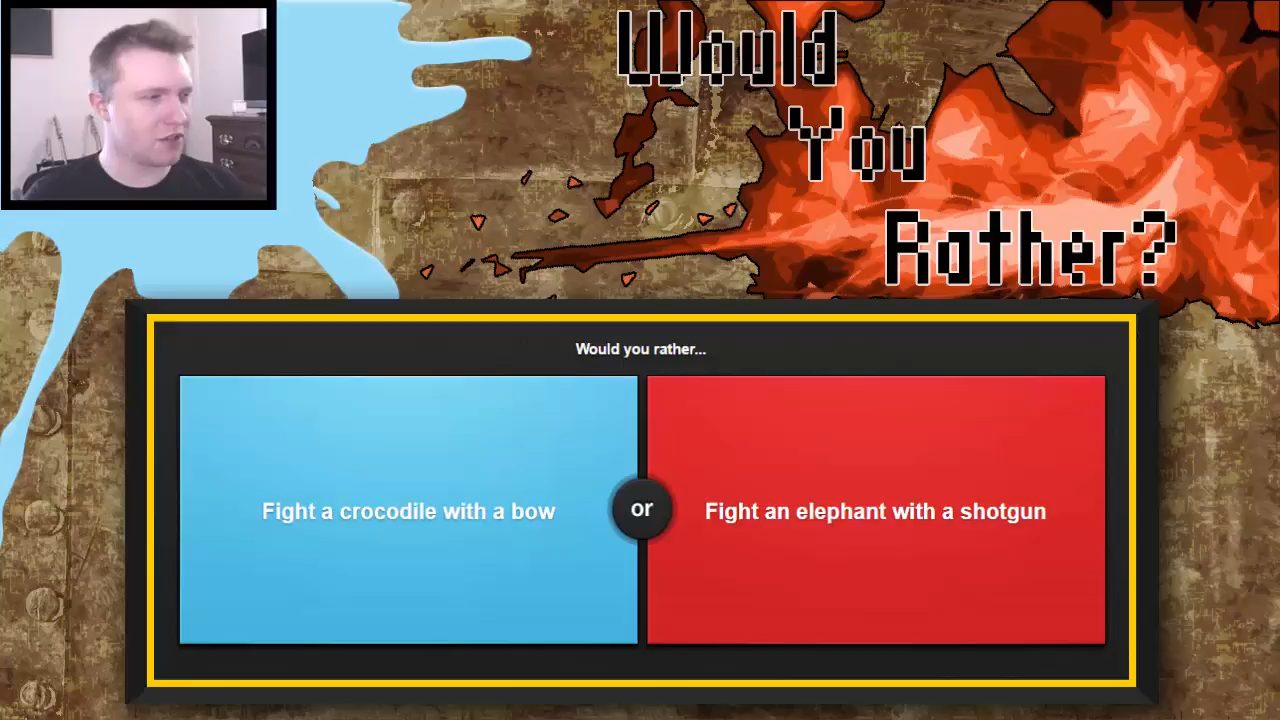 Would
You
Rather?
Would you rather...
Fight a crocodile with a bow
or
Fight an elephant with a shotgun